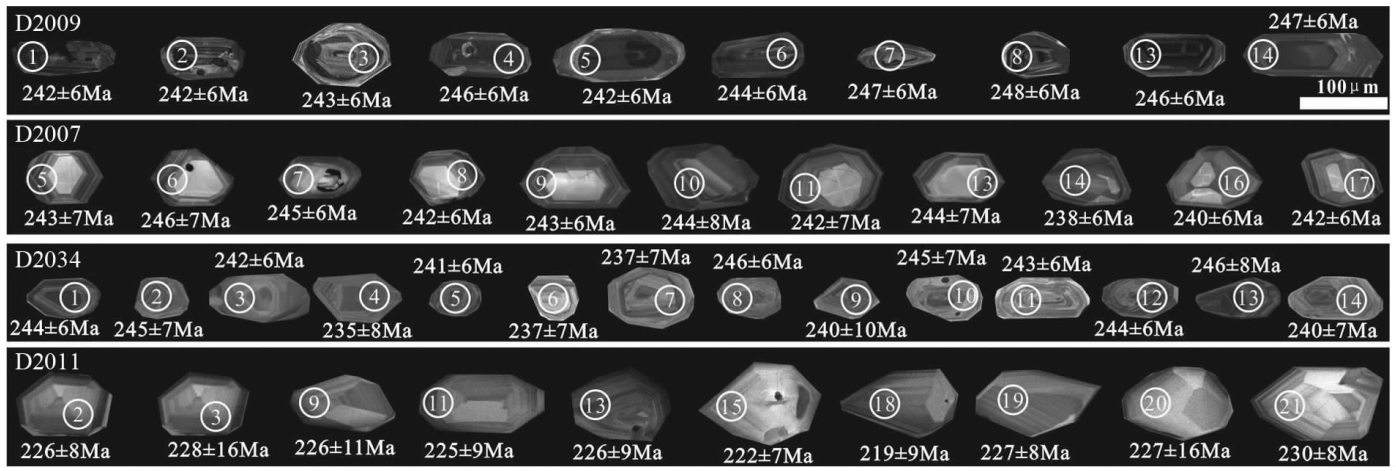 D2009
247±6Ma
1 2 3 4 5 6 7 8 13 14
242±6Ma 242±6Ma 243±6Ma 246±6Ma 242±6Ma 244±6Ma 247±6Ma 248±6Ma 246±6Ma
100μm
D2007
5 6 7 8 9 10 11 13 14 16 17
243±7Ma 246±7Ma 245±6Ma 242±6Ma 243±6Ma 244±8Ma 242±7Ma 244±7Ma 238±6Ma 240±6Ma 242±6Ma
D2034
242±6Ma 241±6Ma 237±7Ma 246±6Ma 245±7Ma 243±6Ma 246±8Ma
1 2 3 4 5 6 7 8 9 10 11 12 13 14
244±6Ma 245±7Ma 235±8Ma 237±7Ma 240±10Ma 244±6Ma 240±7Ma
D2011
2 3 9 11 13 15 18 19 20 21
226±8Ma 228±16Ma 226±11Ma 225±9Ma 226±9Ma 222±7Ma 219±9Ma 227±8Ma 227±16Ma 230±8Ma